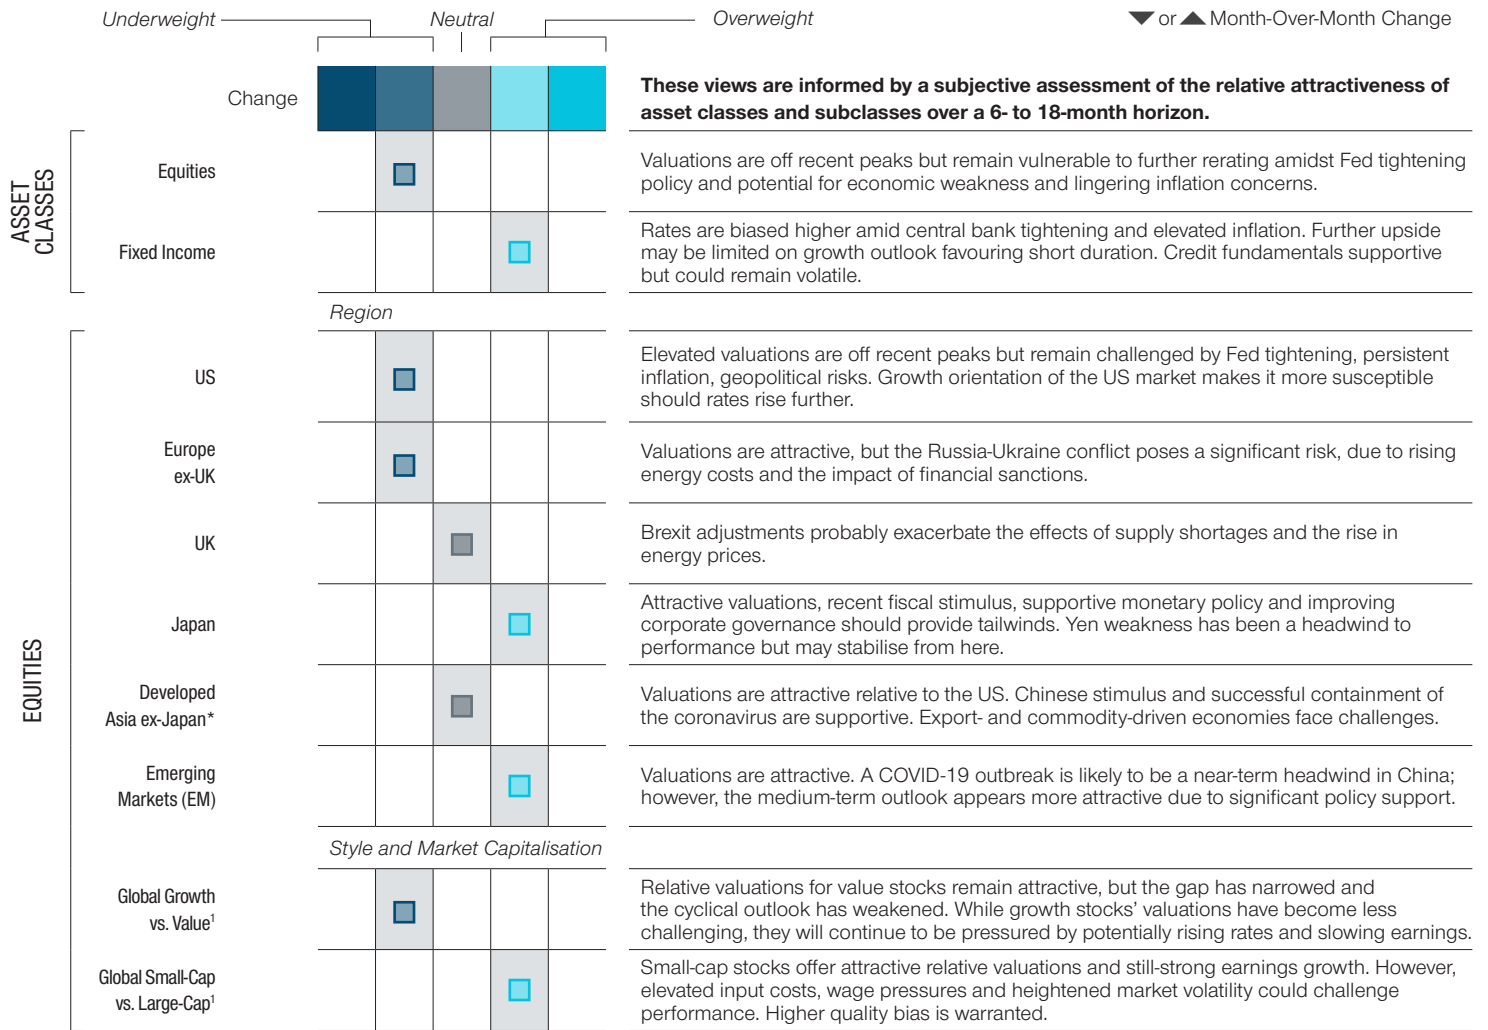 Underweight
Neutral
Overweight
▼ or ▲ Month-Over-Month Change
Change
These views are informed by a subjective assessment of the relative attractiveness of
asset classes and subclasses over a 6- to 18-month horizon.
ASSET
CLASSES
Equities
Valuations are off recent peaks but remain vulnerable to further rerating amidst Fed tightening
policy and potential for economic weakness and lingering inflation concerns.
Fixed Income
Rates are biased higher amid central bank tightening and elevated inflation. Further upside
may be limited on growth outlook favouring short duration. Credit fundamentals supportive
but could remain volatile.
Region
EQUITIES
US
Elevated valuations are off recent peaks but remain challenged by Fed tightening, persistent
inflation, geopolitical risks. Growth orientation of the US market makes it more susceptible
should rates rise further.
Europe
ex-UK
Valuations are attractive, but the Russia-Ukraine conflict poses a significant risk, due to rising
energy costs and the impact of financial sanctions.
UK
Brexit adjustments probably exacerbate the effects of supply shortages and the rise in
energy prices.
Japan
Attractive valuations, recent fiscal stimulus, supportive monetary policy and improving
corporate governance should provide tailwinds. Yen weakness has been a headwind to
performance but may stabilise from here.
Developed
Asia ex-Japan*
Valuations are attractive relative to the US. Chinese stimulus and successful containment of
the coronavirus are supportive. Export- and commodity-driven economies face challenges.
Emerging
Markets (EM)
Valuations are attractive. A COVID-19 outbreak is likely to be a near-term headwind in China;
however, the medium-term outlook appears more attractive due to significant policy support.
Style and Market Capitalisation
Global Growth
vs. Value¹
Relative valuations for value stocks remain attractive, but the gap has narrowed and
the cyclical outlook has weakened. While growth stocks’ valuations have become less
challenging, they will continue to be pressured by potentially rising rates and slowing earnings.
Global Small-Cap
vs. Large-Cap¹
Small-cap stocks offer attractive relative valuations and still-strong earnings growth. However,
elevated input costs, wage pressures and heightened market volatility could challenge
performance. Higher quality bias is warranted.